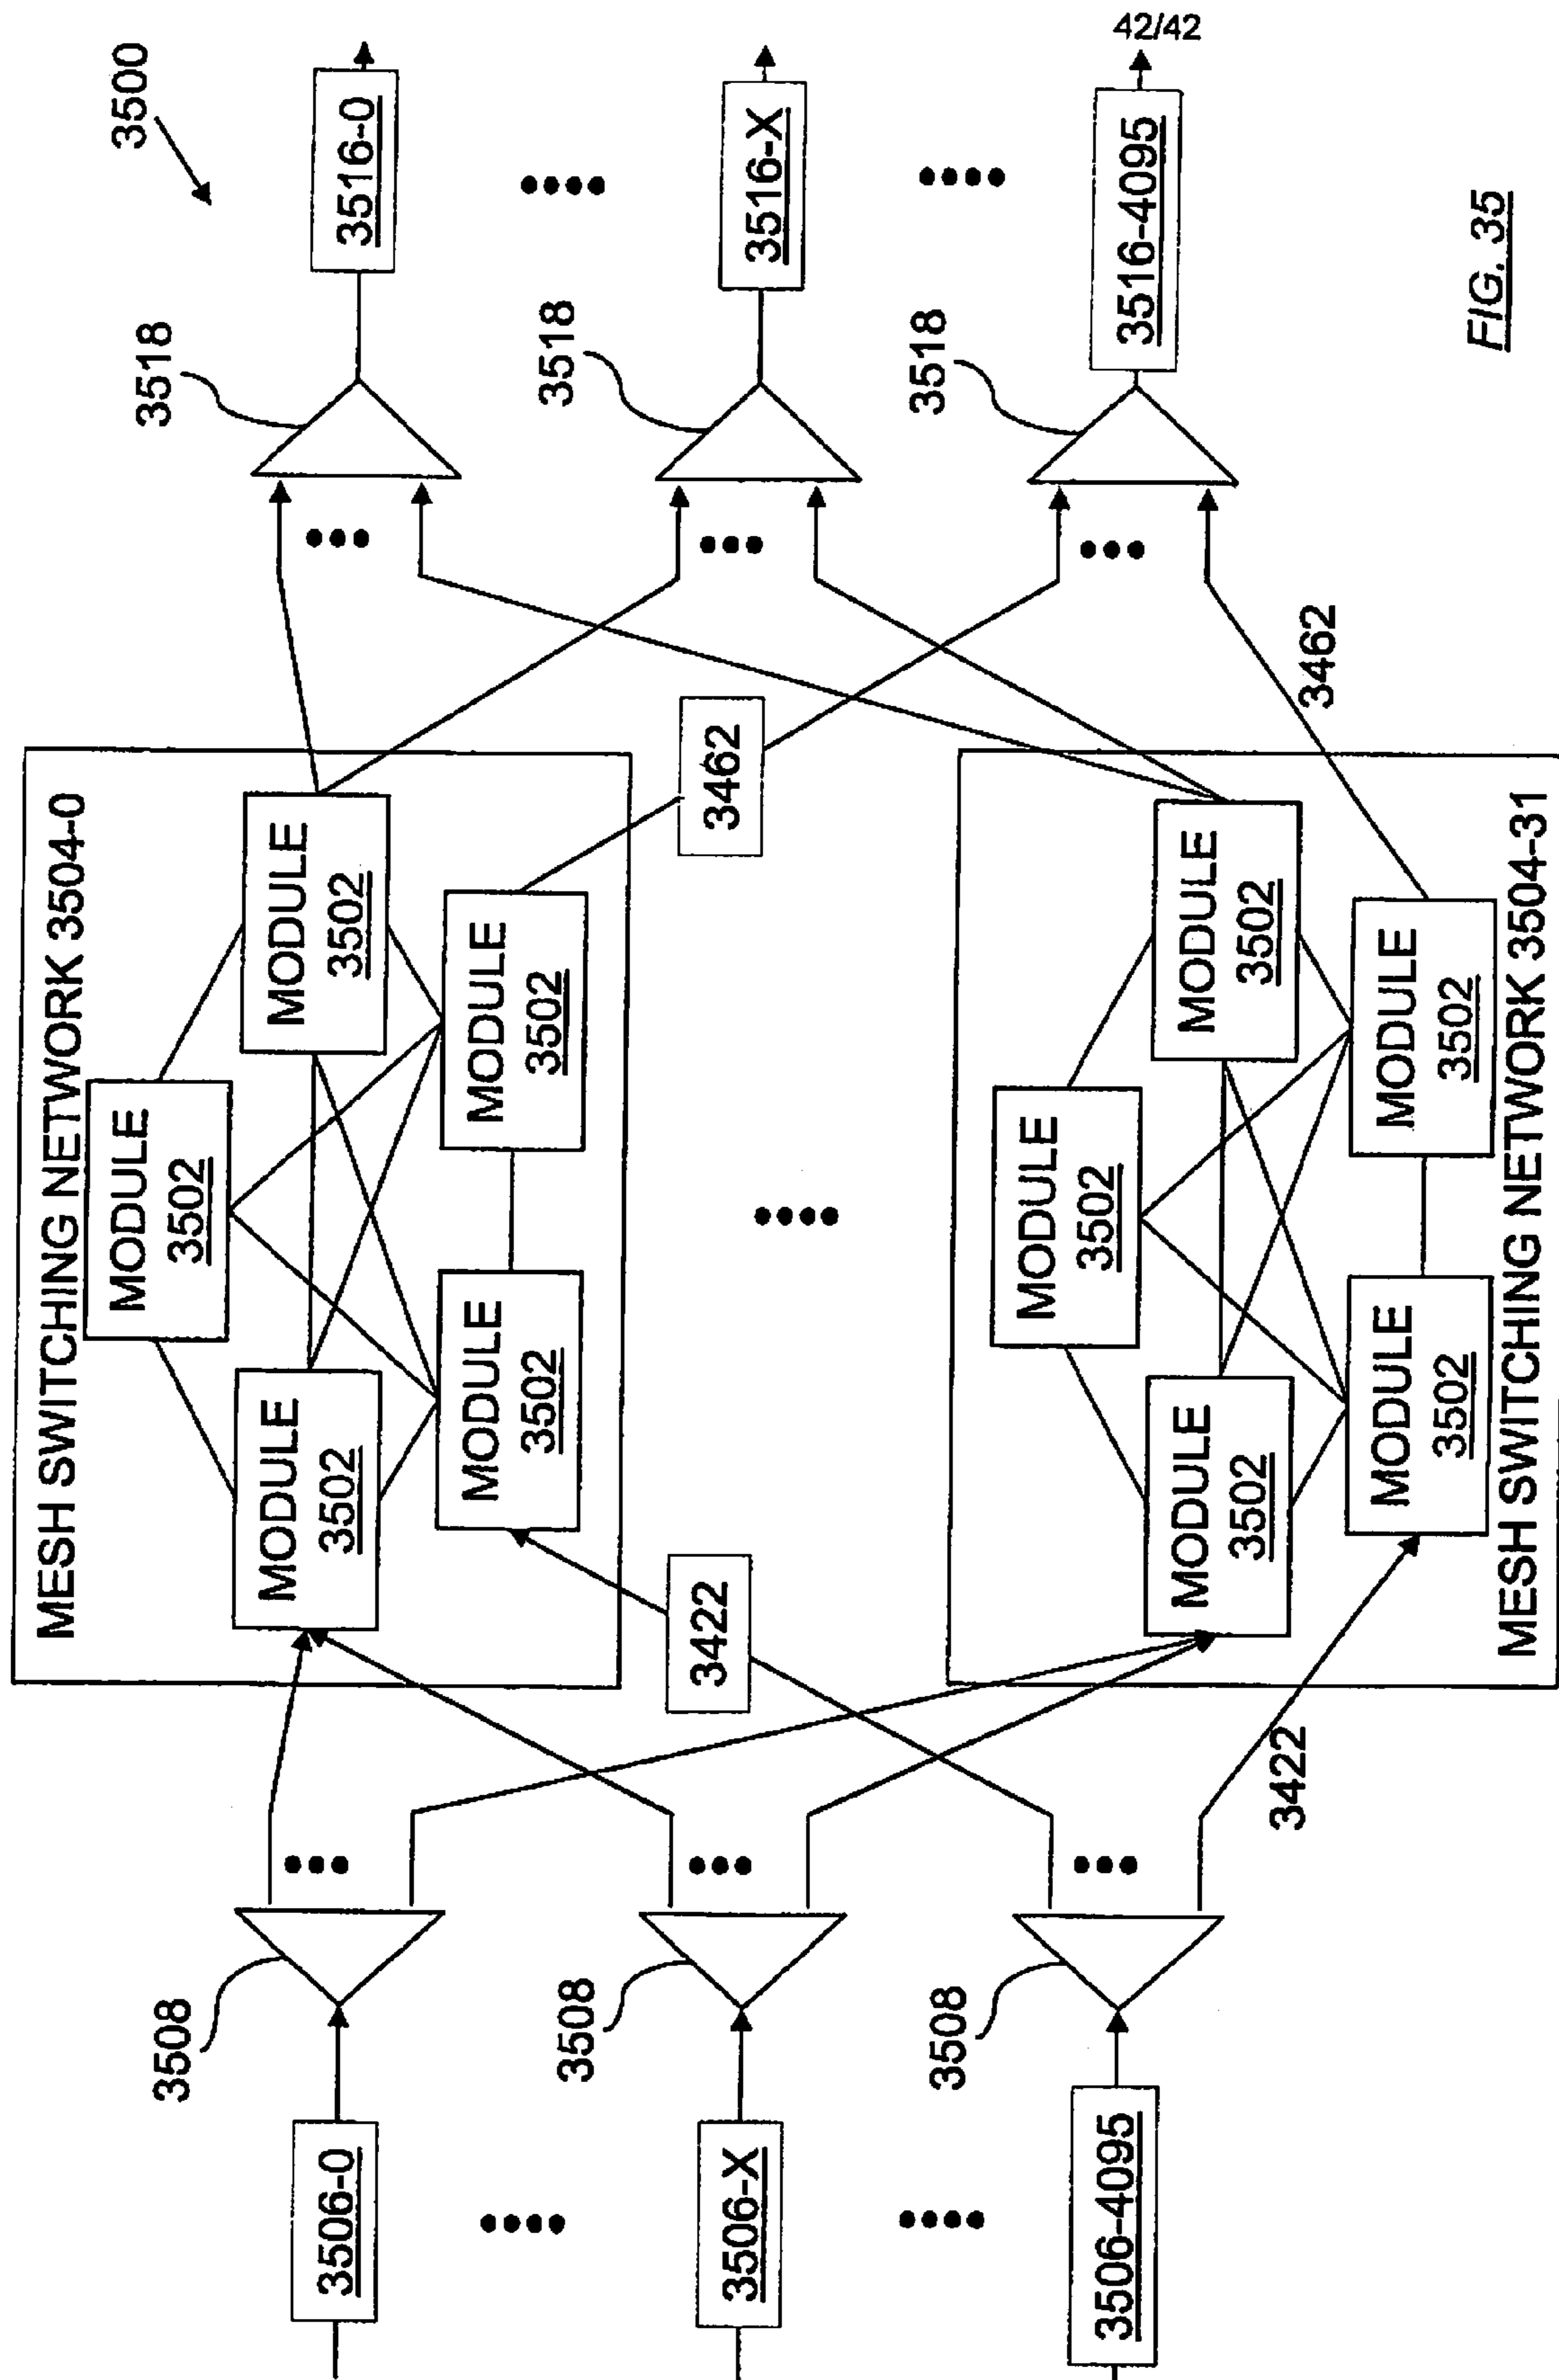 3500
42/42
3506-0
3508
MESH SWITCHING NETWORK 3504-0
MODULE
3502
MODULE
3502
MODULE
3502
MODULE
3502
MODULE
3502
3518
3516-0
3506-X
3508
3422
3462
3518
3516-X
3506-4095
3508
3422
MODULE
3502
MODULE
3502
MODULE
3502
MODULE
3502
MODULE
3502
MESH SWITCHING NETWORK 3504-31
3462
3518
3516-4095
FIG. 35